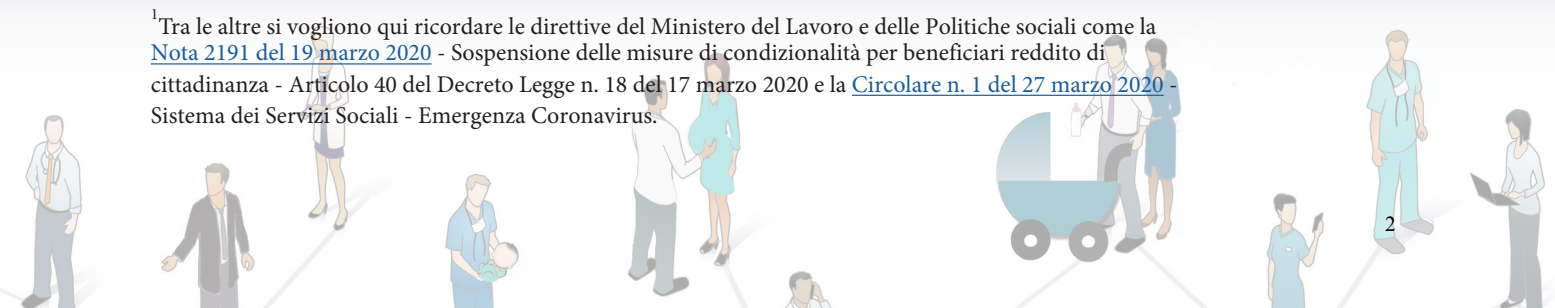 ¹Tra le altre si vogliono qui ricordare le direttive del Ministero del Lavoro e delle Politiche sociali come la
Nota 2191 del 19 marzo 2020 - Sospensione delle misure di condizionalità per beneficiari reddito di
cittadinanza - Articolo 40 del Decreto Legge n. 18 del 17 marzo 2020 e la Circolare n. 1 del 27 marzo 2020 -
Sistema dei Servizi Sociali - Emergenza Coronavirus.
2